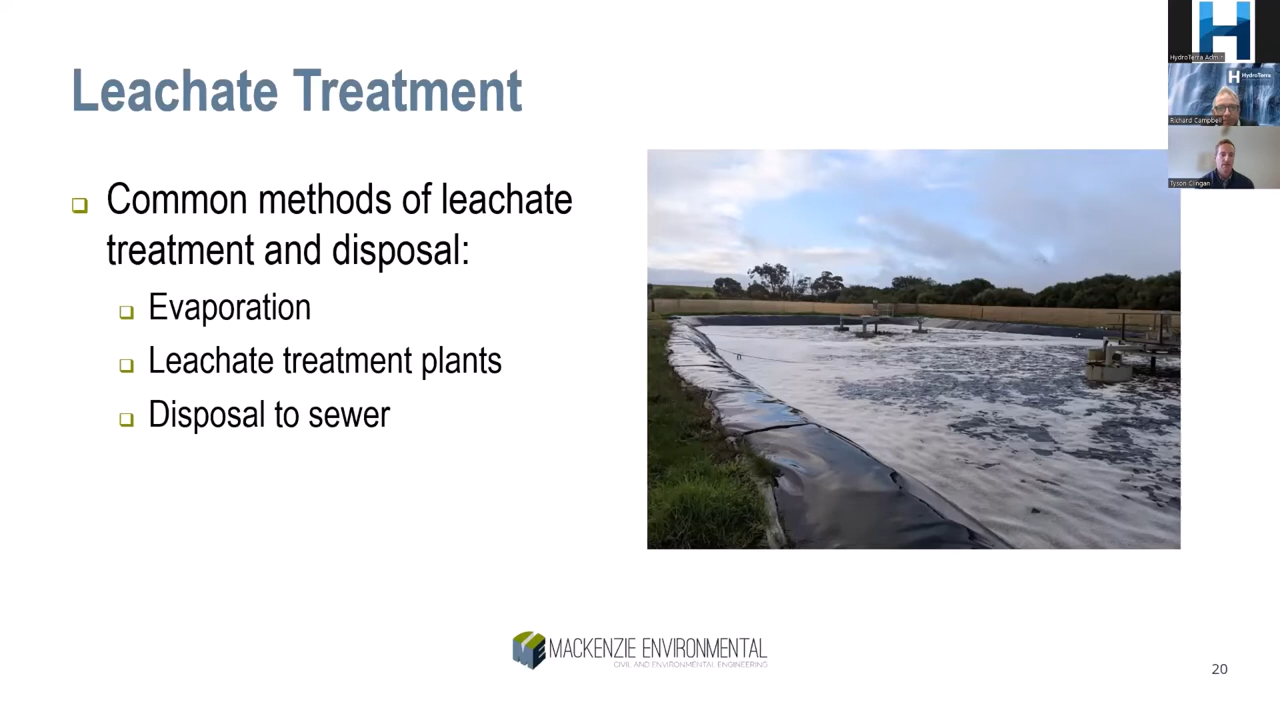 Leachate Treatment
Common methods of leachate
treatment and disposal:
Evaporation
Leachate treatment plants
Disposal to sewer
MACKENZIE ENVIRONMENTAL
CIVIL AND ENVIRONMENTAL ENGINEERING
20
HydroTerra Admin
HydroTerra
Richard Campbell
Tyson Clingan